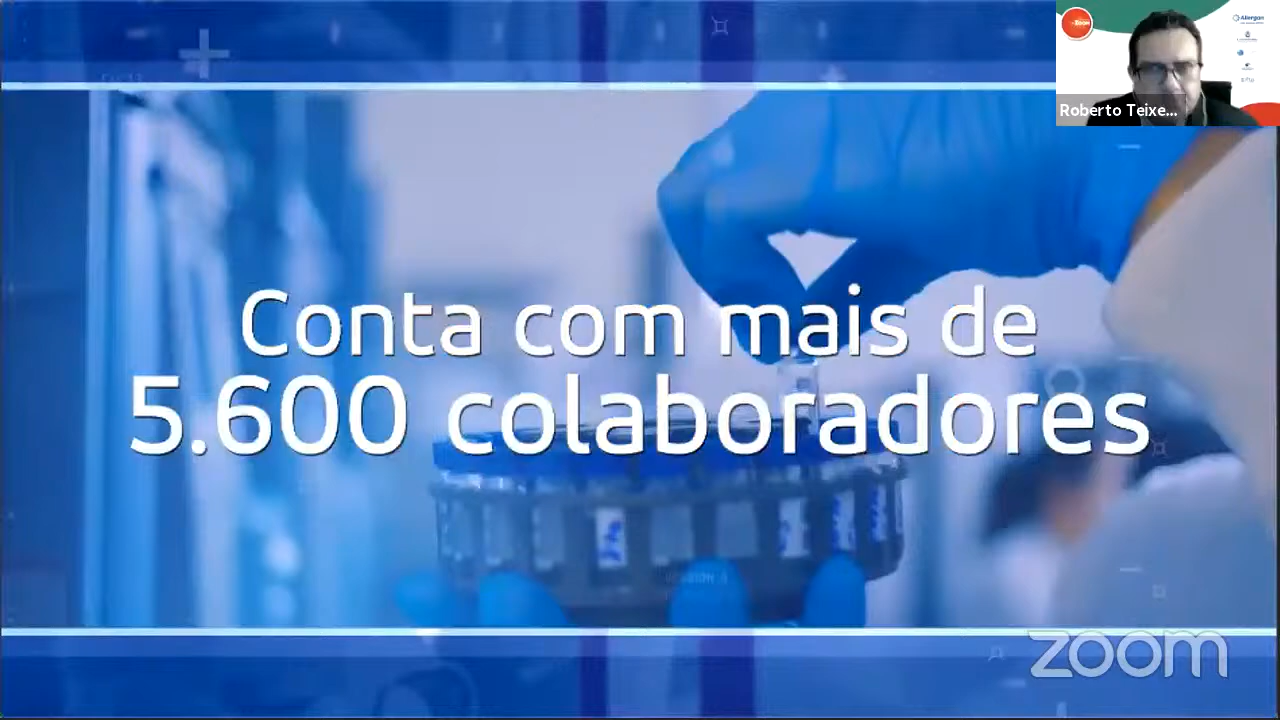 Allergan
Roberto Teixe...
Conta com mais de
5.600 colaboradores
zoom